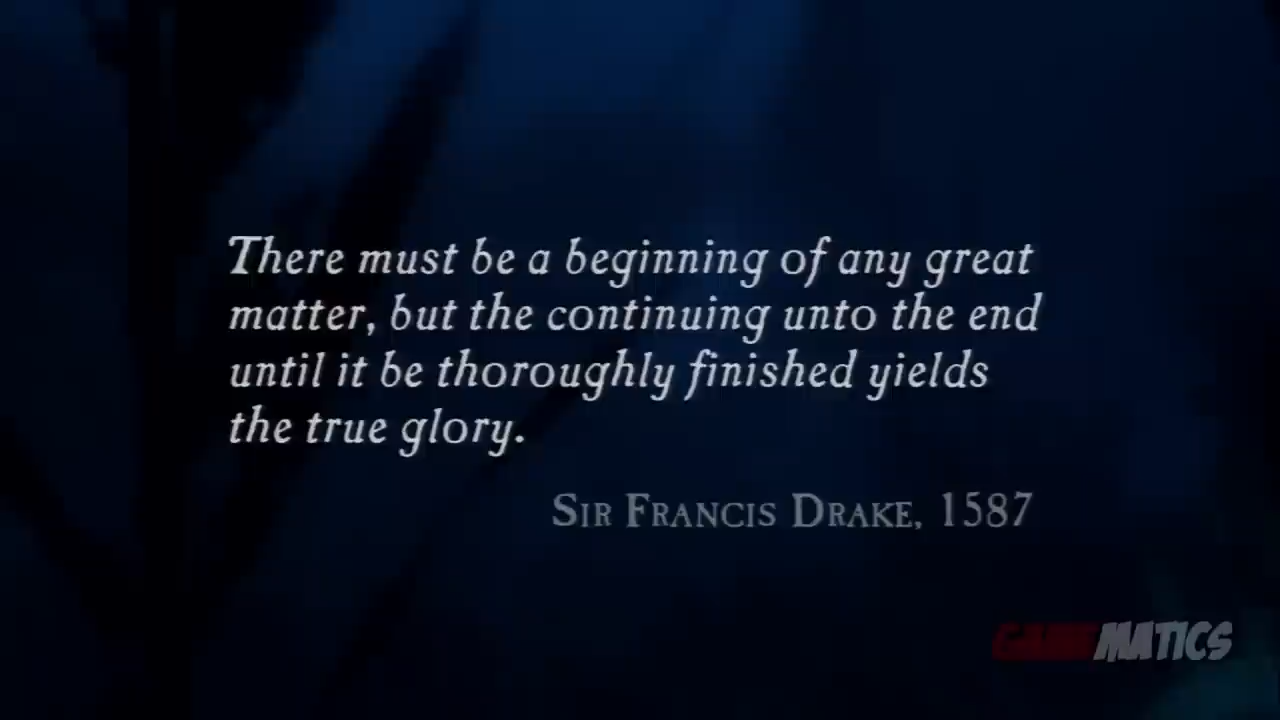 There must be a beginning of any great
matter, but the continuing unto the end
until it be thoroughly finished yields
the true glory.
SIR FRANCIS DRAKE, 1587
GAMEMATICS